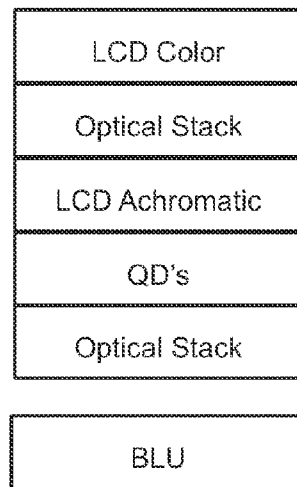 LCD Color
Optical Stack
LCD Achromatic
QD's
Optical Stack
BLU